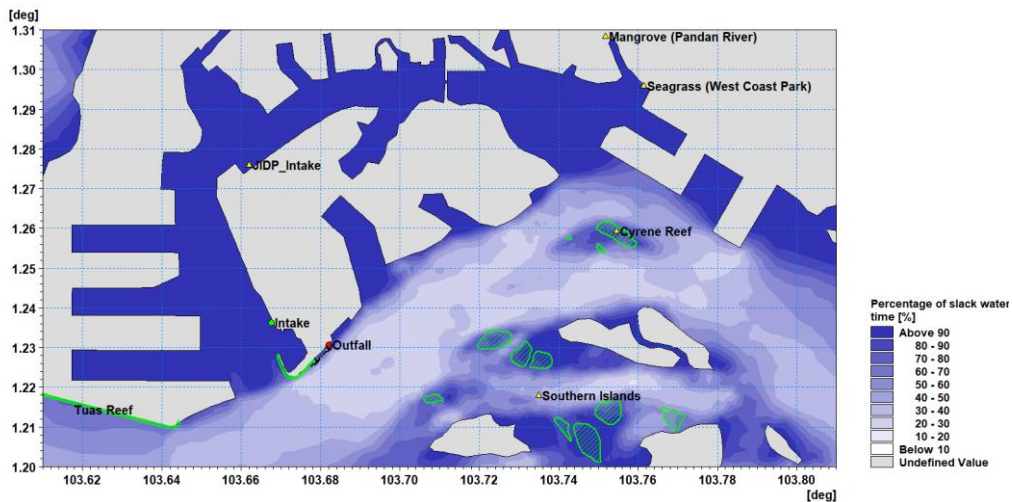 [deg]
1.31
1.30
1.29
1.28
1.27
1.26
1.25
1.24
1.23
1.22
1.21
1.20
Mangrove (Pandan River)
Seagrass (West Coast Park)
JIDP_Intake
Cyrene Reef
Intake
Outfall
Southern Islands
Tuas Reef
103.62 103.64 103.66 103.68 103.70 103.72 103.74 103.76 103.78 103.80
[deg]
Percentage of slack water
time [%]
Above 90
80 - 90
70 - 80
60 - 70
50 - 60
40 - 50
30 - 40
20 - 30
10 - 20
Below 10
Undefined Value